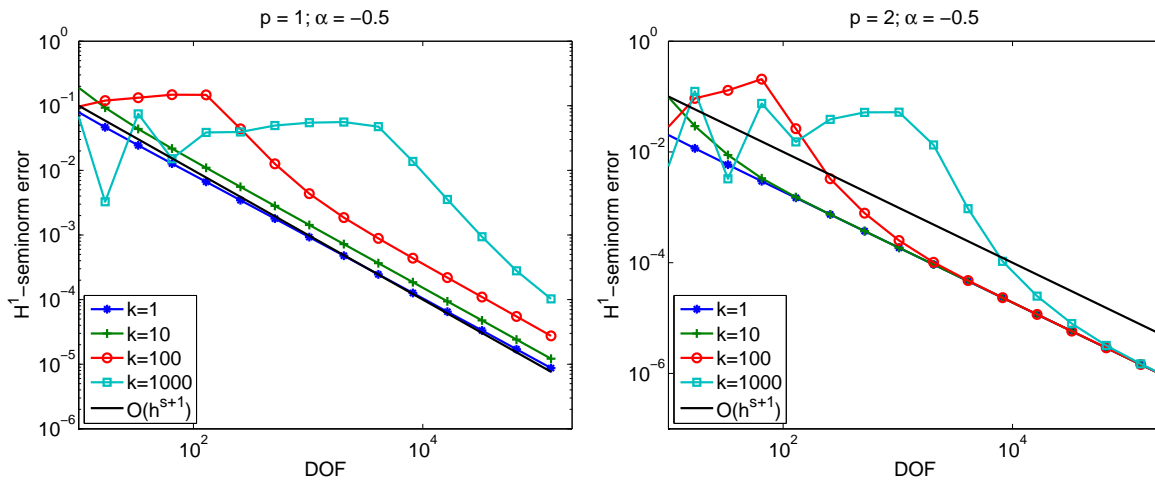 p = 1; α = −0.5
10^0
10^−1
10^−2
10^−3
10^−4
10^−5
10^−6
H^1−seminorm error
k=1
k=10
k=100
k=1000
O(h^{s+1})
10^2
10^4
DOF
p = 2; α = −0.5
10^0
10^−2
10^−4
10^−6
H^1−seminorm error
k=1
k=10
k=100
k=1000
O(h^{s+1})
10^2
10^4
DOF